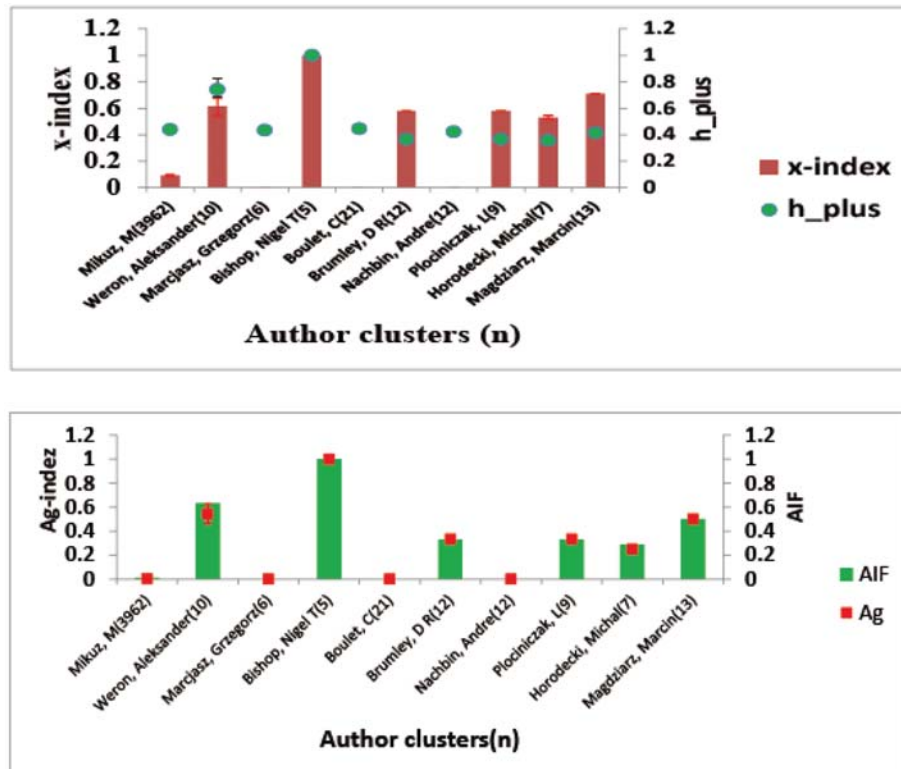 1.2
1
0.8
0.6
0.4
0.2
0
x-index
1.2
1
0.8
0.6
0.4
0.2
0
h_plus
x-index
h_plus
Mikuz, M(3962)
Weron, Aleksander(10)
Marcjasz, Grzegorz(6)
Bishop, Nigel T(5)
Boulet, C(21)
Brumley, D R(12)
Nachbin, Andre(12)
Plociniczak, L(9)
Horodecki, Michal(7)
Magdziarz, Marcin(13)
Author clusters (n)
1.2
1
0.8
0.6
0.4
0.2
0
Ag-indez
1.2
1
0.8
0.6
0.4
0.2
0
AIF
AIF
Ag
Mikuz, M(3962)
Weron, Aleksander(10)
Marcjasz, Grzegorz(6)
Bishop, Nigel T(5)
Boulet, C(21)
Brumley, D R(12)
Nachbin, Andre(12)
Plociniczak, L(9)
Horodecki, Michal(7)
Magdziarz, Marcin(13)
Author clusters(n)